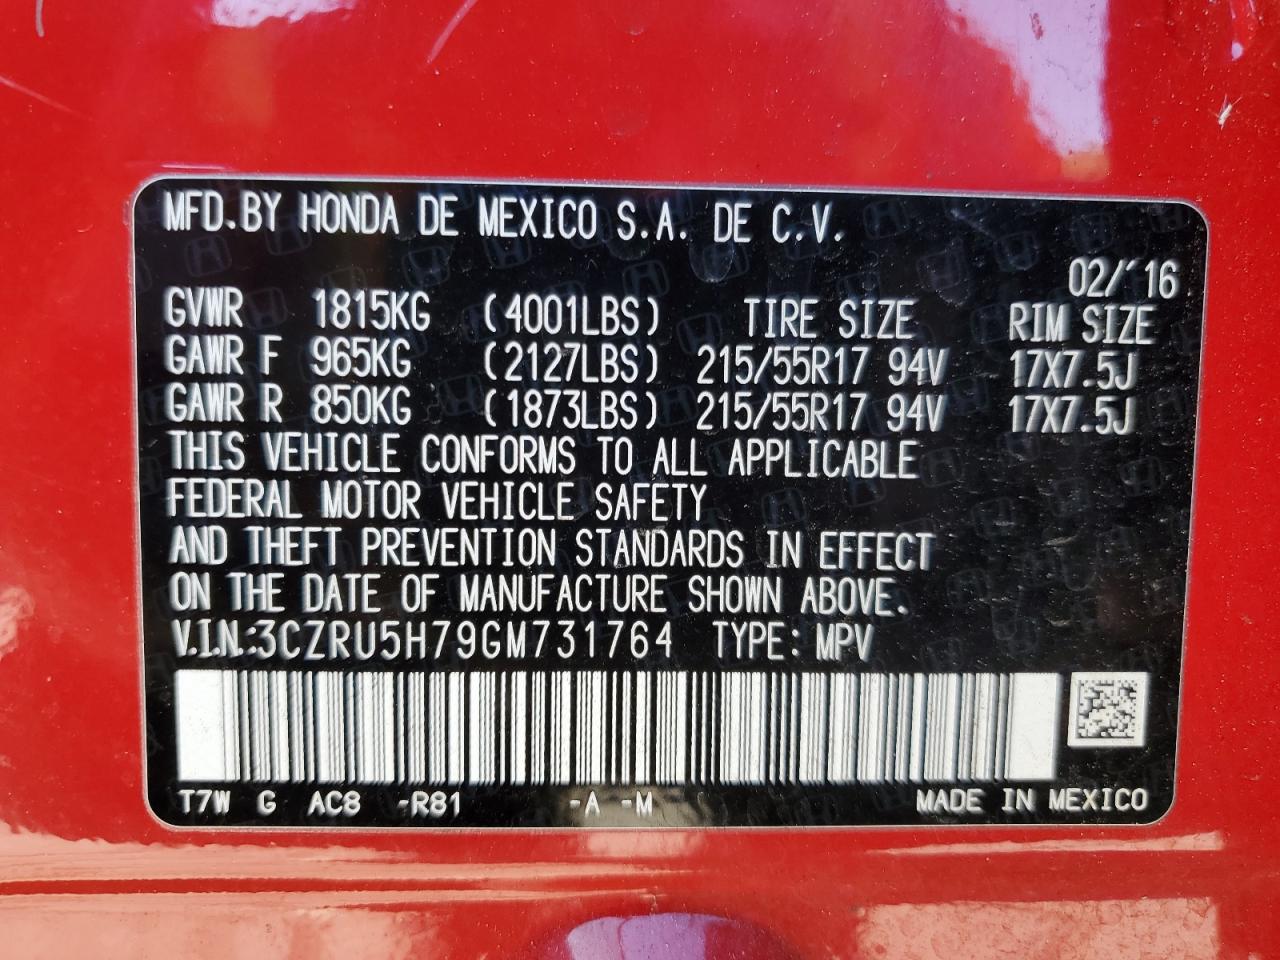 MFD.BY HONDA DE MEXICO S.A. DE C.V.
02/'16
GVWR 1815KG (4001LBS) TIRE SIZE RIM SIZE
GAWR F 965KG (2127LBS) 215/55R17 94V 17X7.5J
GAWR R 850KG (1873LBS) 215/55R17 94V 17X7.5J
THIS VEHICLE CONFORMS TO ALL APPLICABLE
FEDERAL MOTOR VEHICLE SAFETY
AND THEFT PREVENTION STANDARDS IN EFFECT
ON THE DATE OF MANUFACTURE SHOWN ABOVE.
V.I.N.:3CZRU5H79GM731764 TYPE: MPV
T7W G AC8 -R81 -A -M MADE IN MEXICO